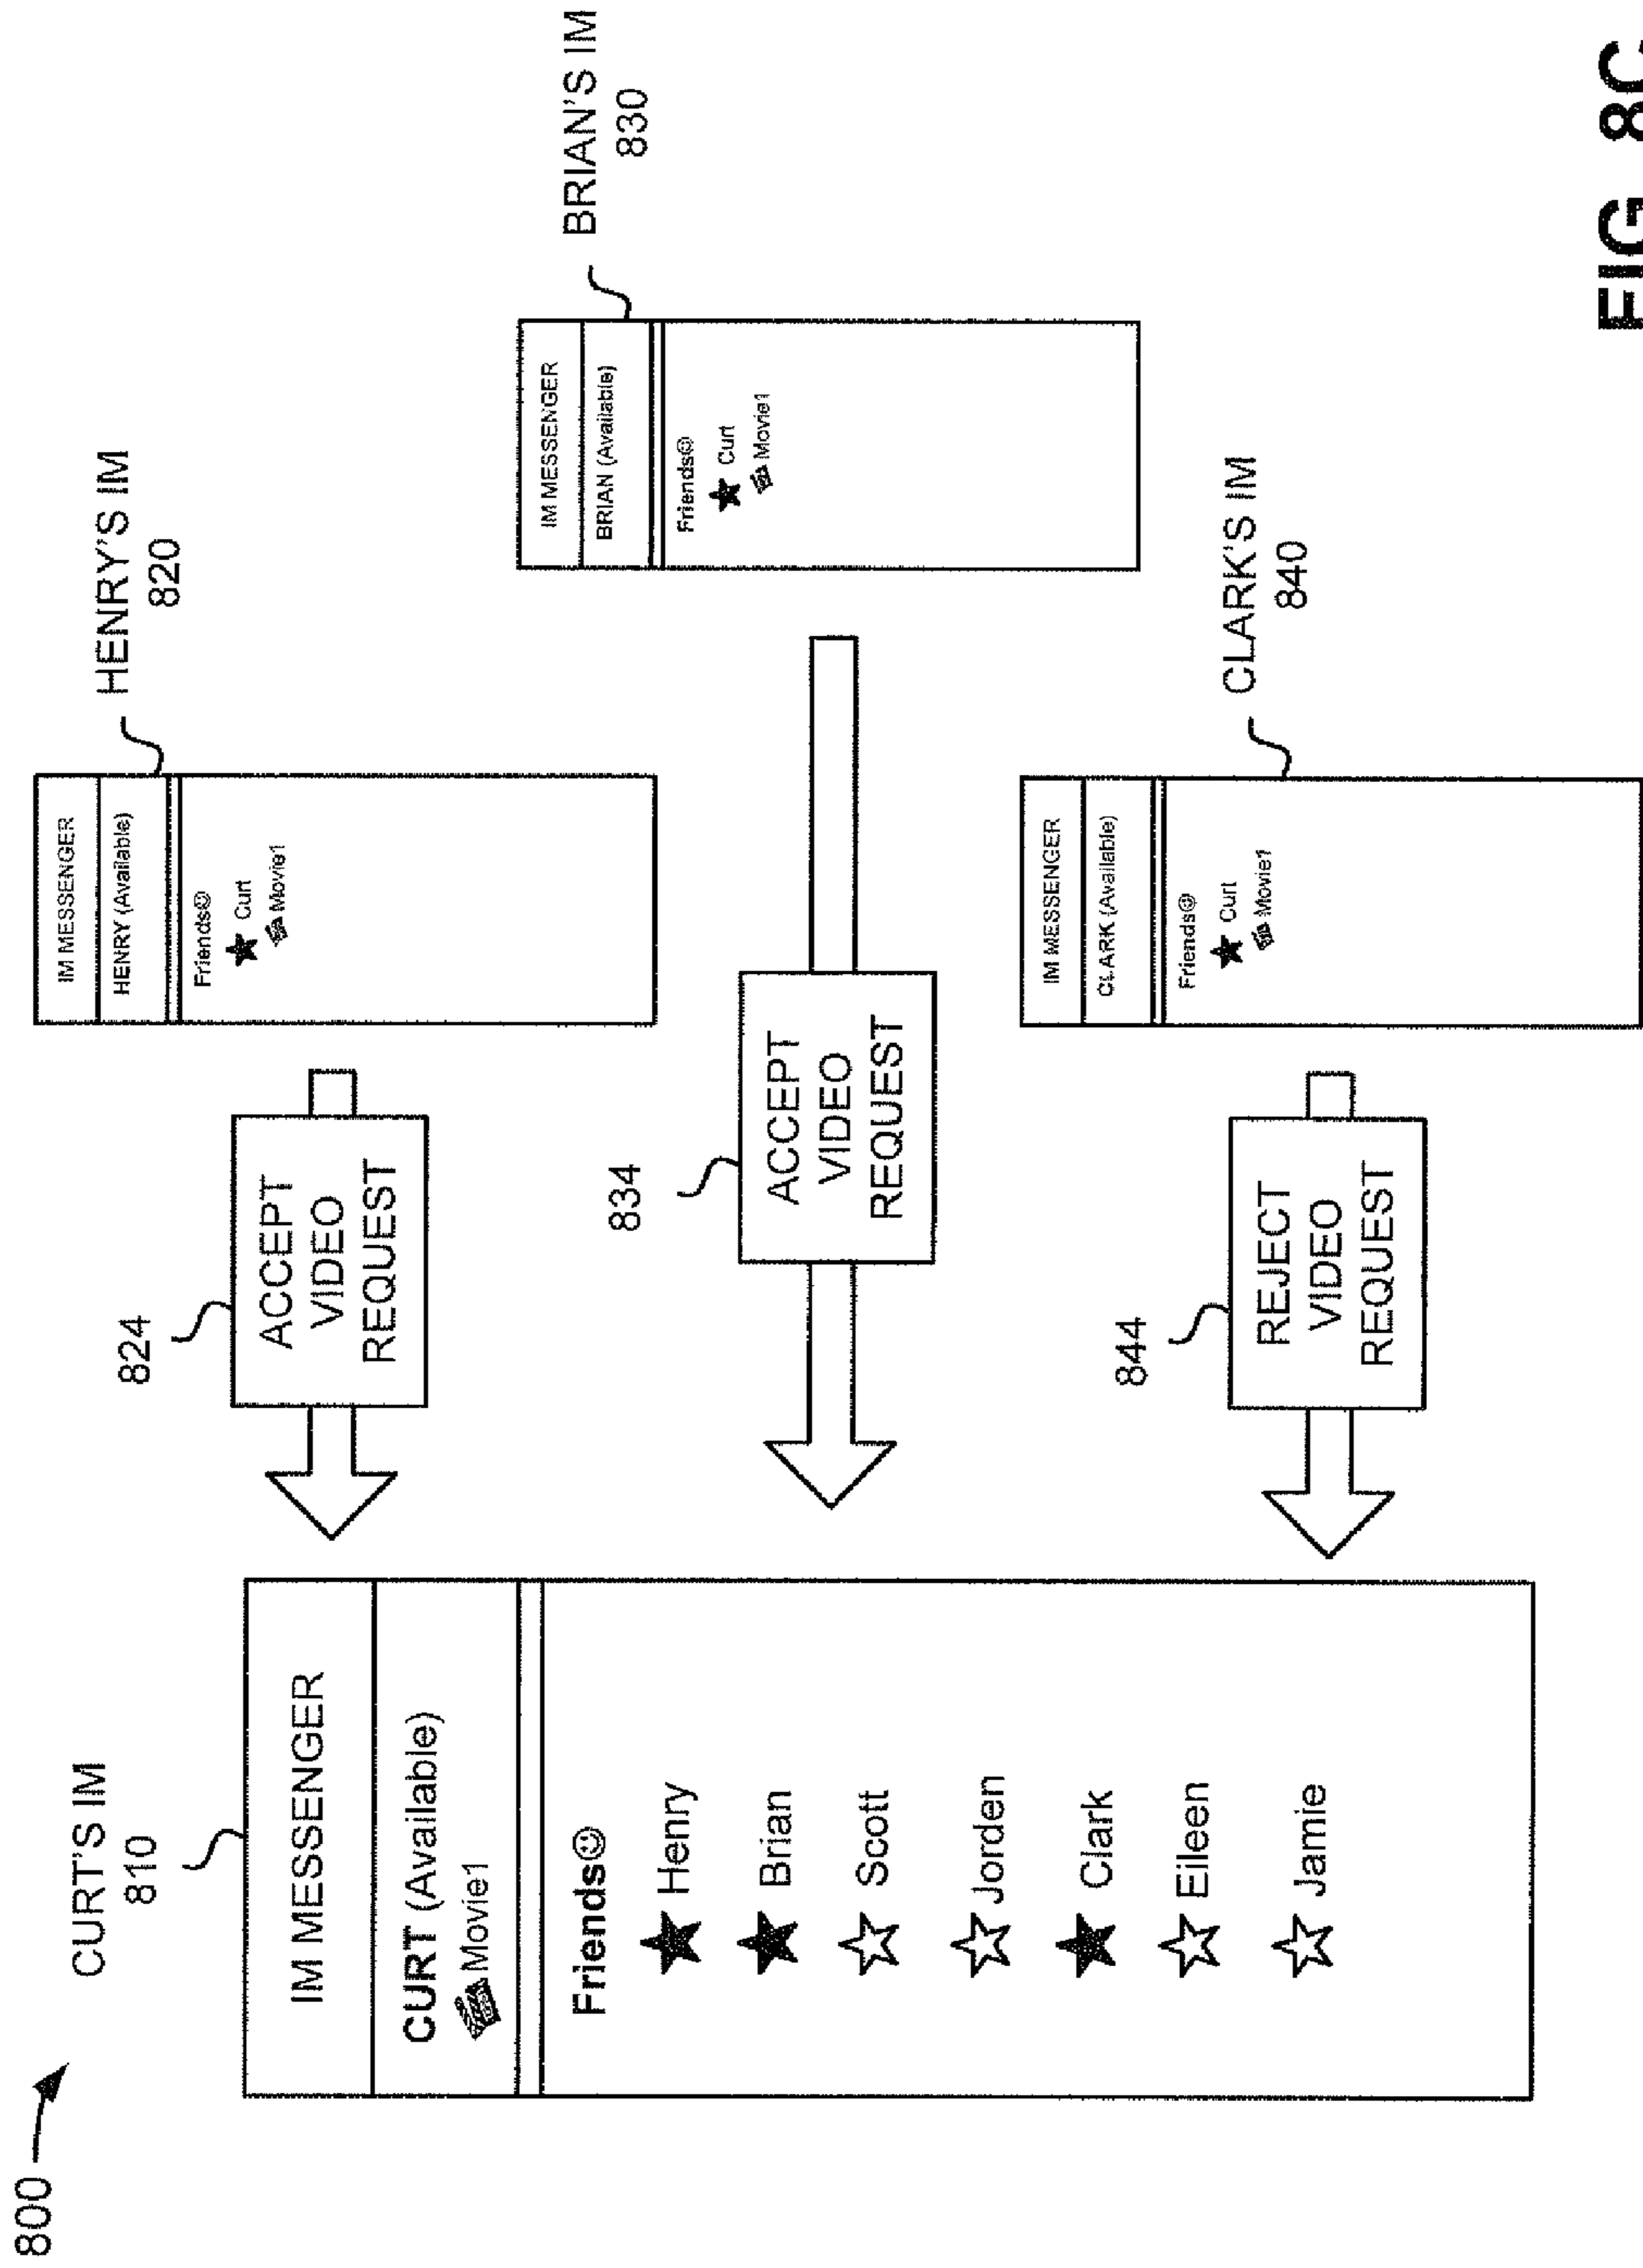 800
CURT'S IM
810
IM MESSENGER
CURT (Available)
Movie1
Friends☺
Henry
Brian
Scott
Jorden
Clark
Eileen
Jamie
824
ACCEPT
VIDEO
REQUEST
HENRY'S IM
820
IM MESSENGER
HENRY (Available)
Friends☺
Curt
Movie1
834
ACCEPT
VIDEO
REQUEST
BRIAN'S IM
830
IM MESSENGER
BRIAN (Available)
Friends☺
Curt
Movie1
844
REJECT
VIDEO
REQUEST
CLARK'S IM
840
IM MESSENGER
CLARK (Available)
Friends☺
Curt
Movie1
FIG. 8C